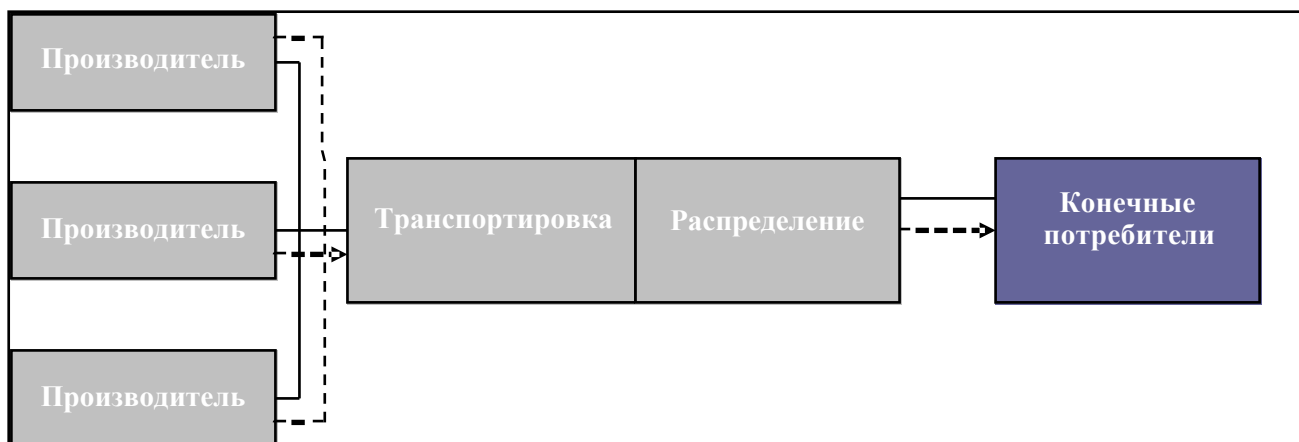 Производитель
Производитель
Транспортировка
Распределение
Конечные
потребители
Производитель